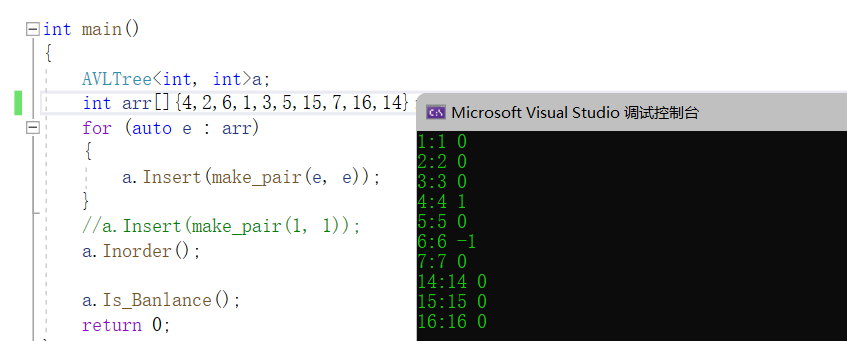 int main()
{
AVLTree<int, int>a;
int arr[]{4,2,6,1,3,5,15,7,16,14};
for (auto e : arr)
{
a.Insert(make_pair(e, e));
}
//a.Insert(make_pair(1, 1));
a.Inorder();
a.Is_Banlance();
return 0;
Microsoft Visual Studio 调试控制台
1:1 0
2:2 0
3:3 0
4:4 1
5:5 0
6:6 -1
7:7 0
14:14 0
15:15 0
16:16 0